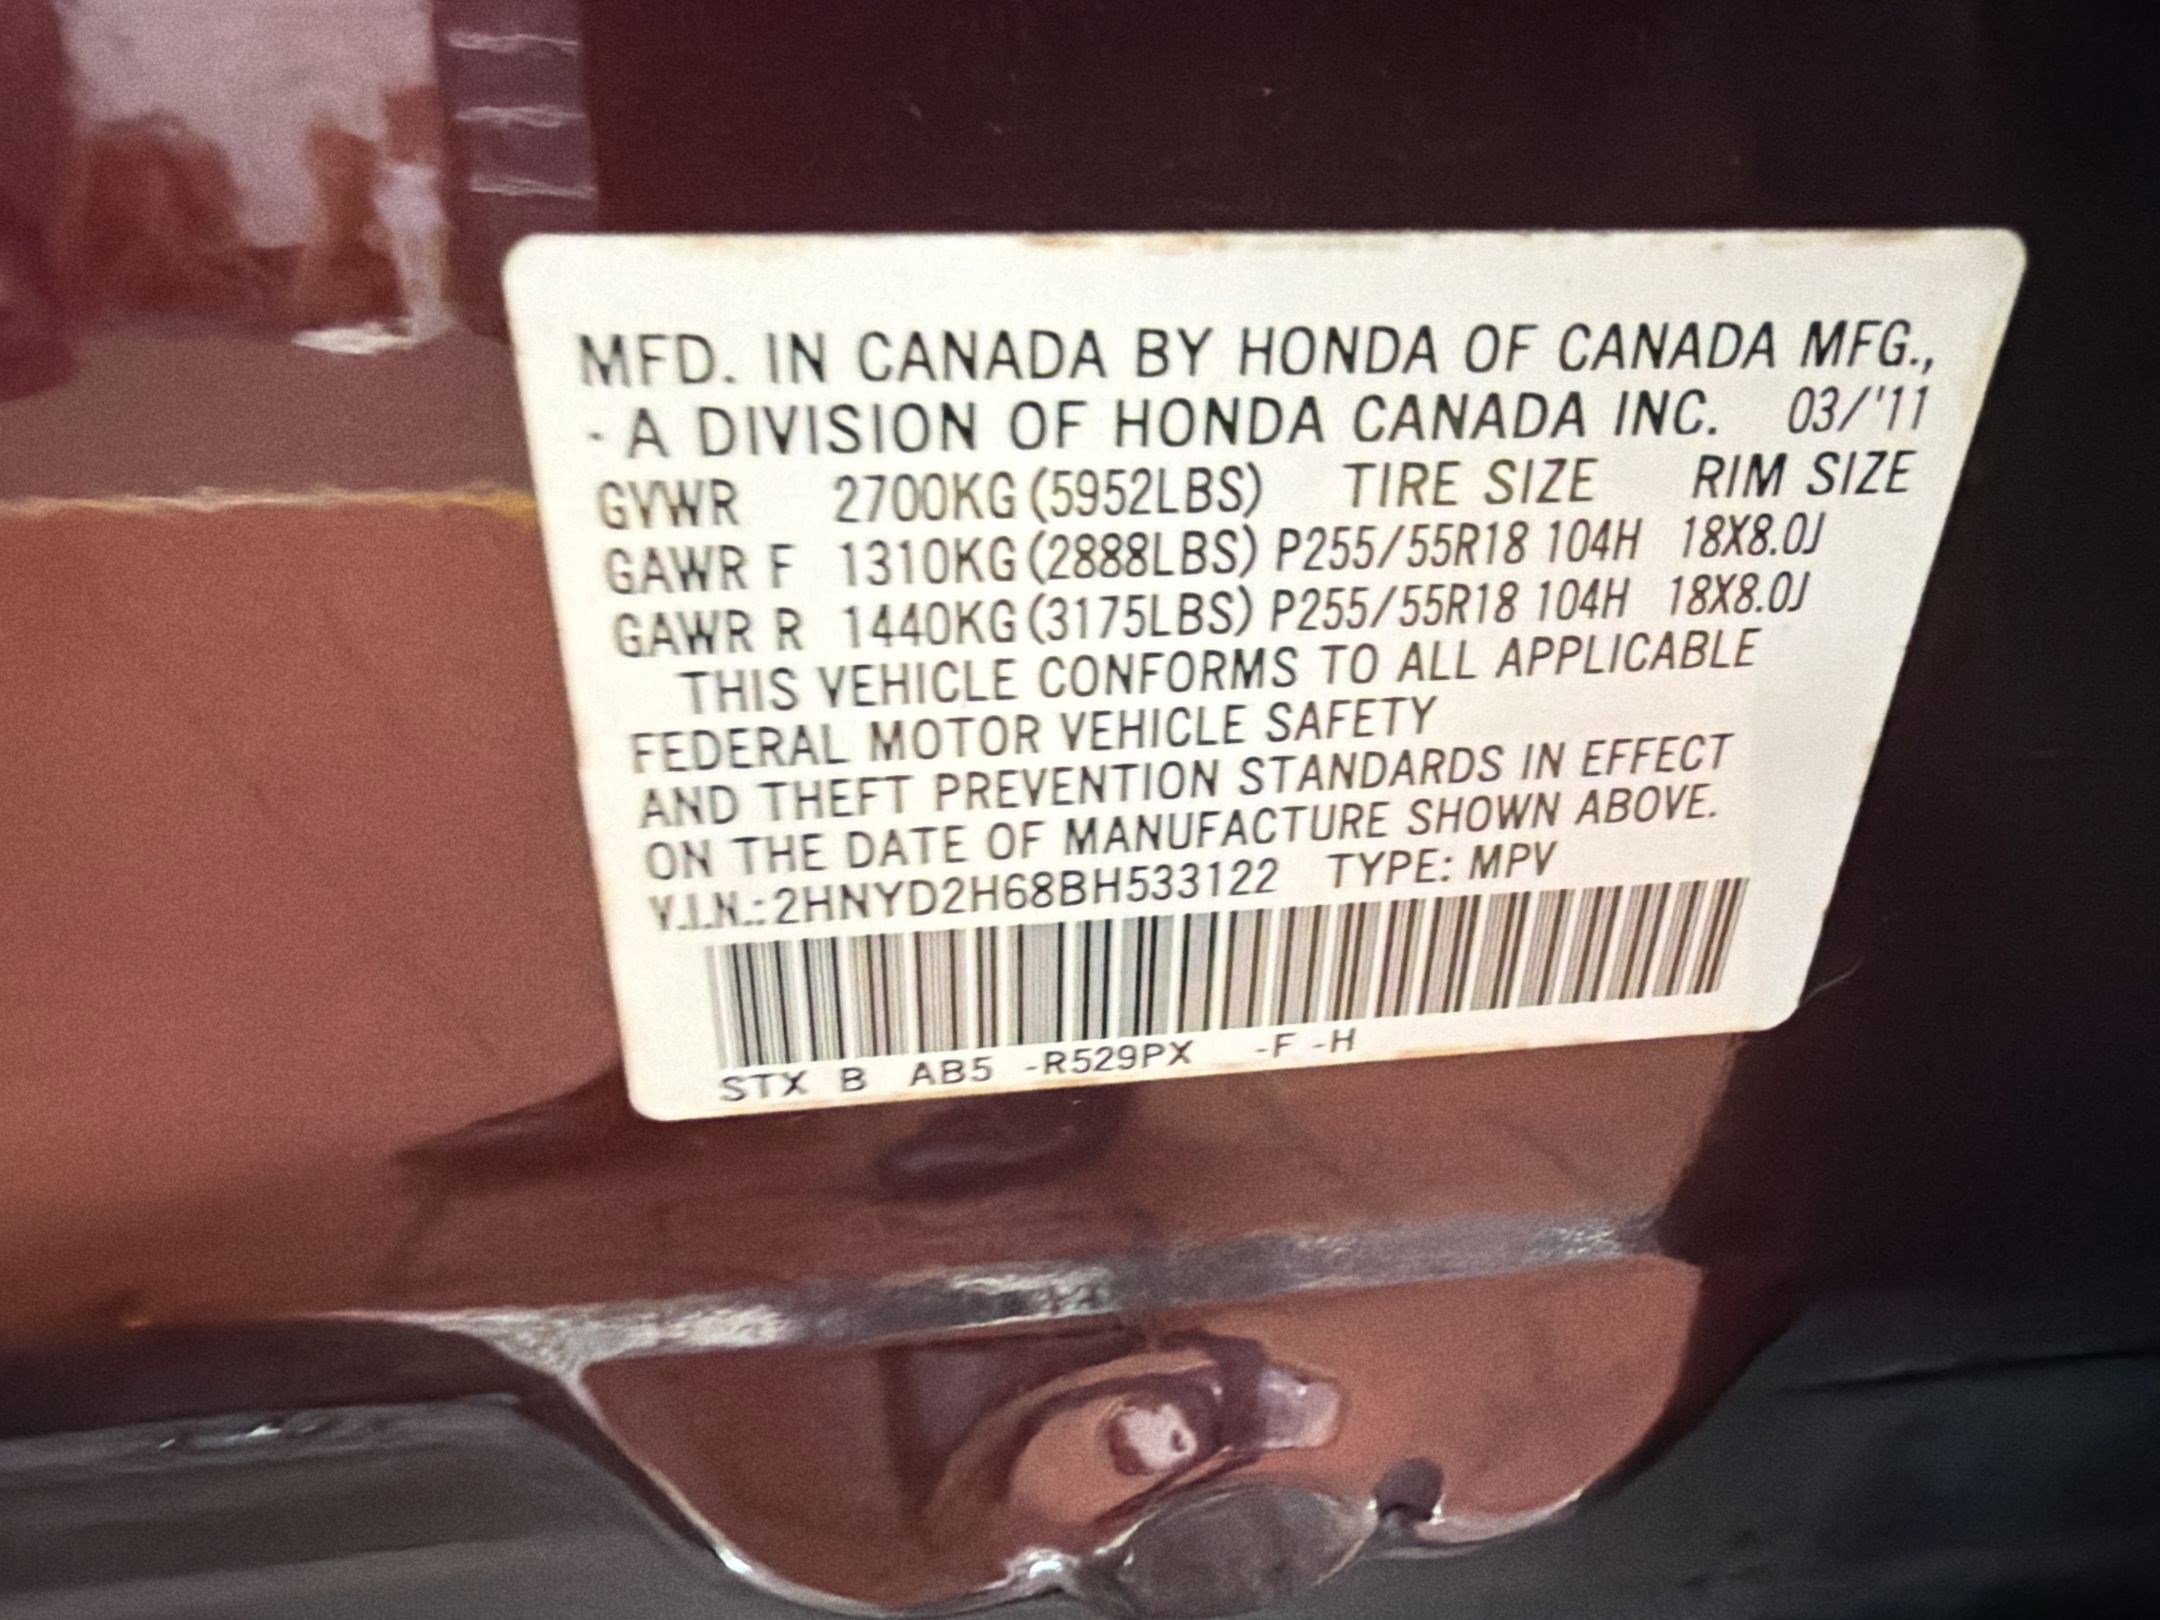 MFD. IN CANADA BY HONDA OF CANADA MFG.,
- A DIVISION OF HONDA CANADA INC. 03/'11
GVWR 2700KG (5952LBS) TIRE SIZE RIM SIZE
GAWR F 1310KG (2888LBS) P255/55R18 104H 18X8.0J
GAWR R 1440KG (3175LBS) P255/55R18 104H 18X8.0J
THIS VEHICLE CONFORMS TO ALL APPLICABLE
FEDERAL MOTOR VEHICLE SAFETY
AND THEFT PREVENTION STANDARDS IN EFFECT
ON THE DATE OF MANUFACTURE SHOWN ABOVE.
V.I.N.: 2HNYD2H68BH533122 TYPE: MPV
STX B AB5 -R529PX -F -H